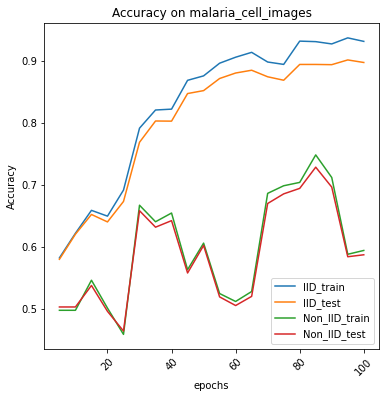 Accuracy on malaria_cell_images
0.9
0.8
0.7
0.6
0.5
Accuracy
20
40
60
80
100
epochs
IID_train
IID_test
Non_IID_train
Non_IID_test